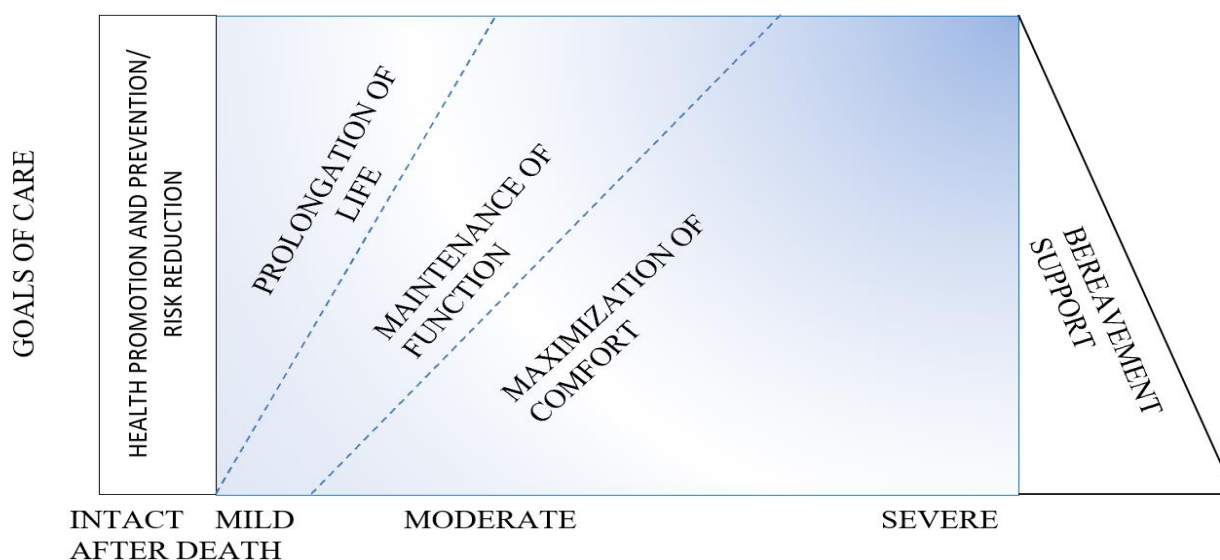 GOALS OF CARE
HEALTH PROMOTION AND PREVENTION/
RISK REDUCTION
PROLONGATION OF
LIFE
MAINTENANCE OF
FUNCTION
MAXIMIZATION OF
COMFORT
BEREAVEMENT
SUPPORT
INTACT MILD MODERATE SEVERE
AFTER DEATH